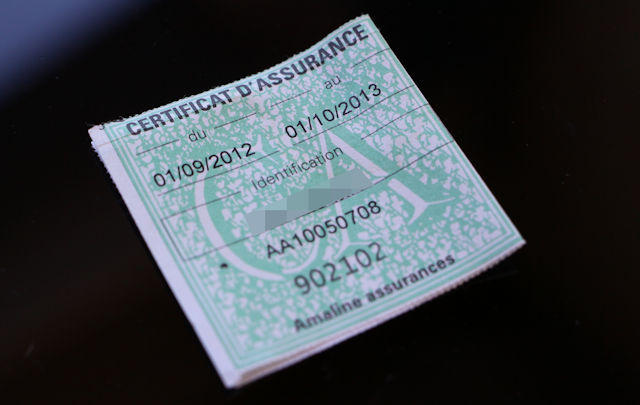 CERTIFICAT D'ASSURANCE
du au
01/09/2012 01/10/2013
Identification
AA10050708
902102
Amaline assurances